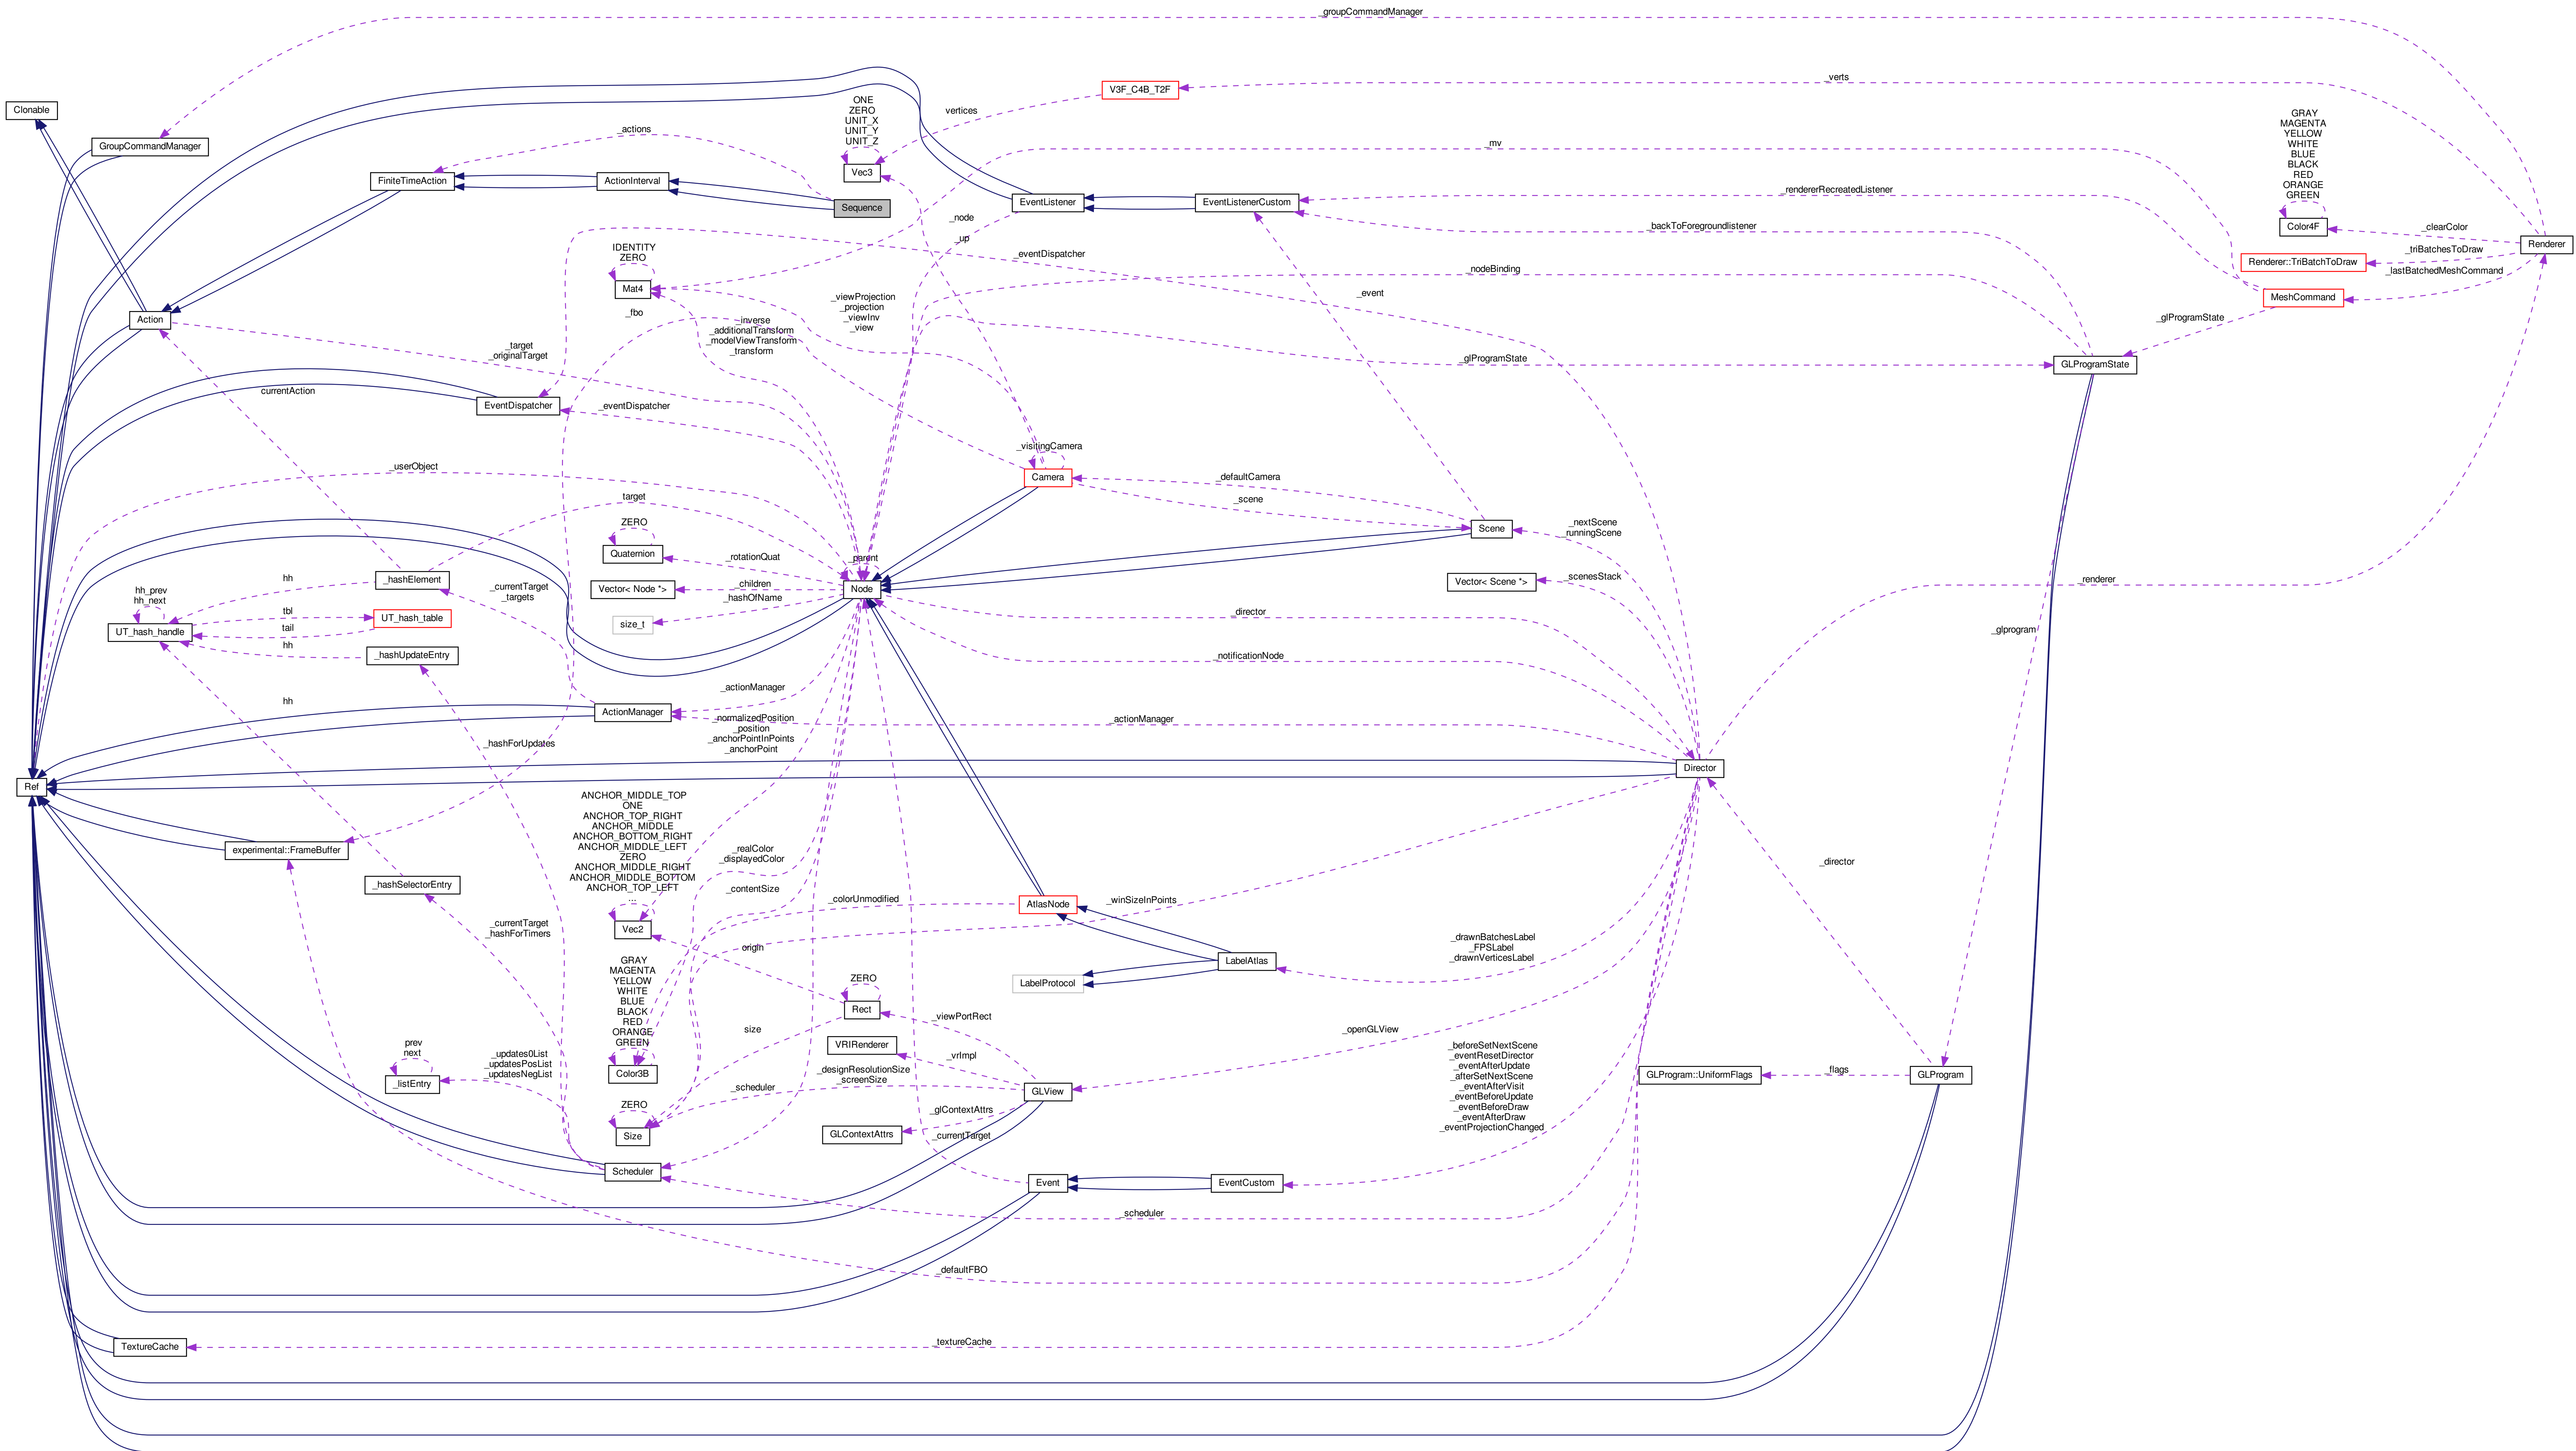 _groupCommandManager
_verts
V3F_C4B_T2F
vertices
Clonable
GroupCommandManager
_actions
ONE
ZERO
UNIT_X
UNIT_Y
UNIT_Z
Vec3
_mv
GRAY
MAGENTA
YELLOW
WHITE
BLUE
BLACK
RED
ORANGE
GREEN
Color4F
FiniteTimeAction
ActionInterval
Sequence
EventListener
EventListenerCustom
_rendererRecreatedListener
_node
_up
_backToForegroundlistener
_clearColor
Renderer
_triBatchesToDraw
Renderer::TriBatchToDraw
_lastBatchedMeshCommand
MeshCommand
IDENTITY
ZERO
Mat4
_eventDispatcher
_nodeBinding
_event
_viewProjection
_projection
_viewInv
_view
_fbo
_inverse
_additionalTransform
_modelViewTransform
_transform
Action
_glProgramState
_target
_originalTarget
_glProgramState
GLProgramState
currentAction
EventDispatcher
_eventDispatcher
_visitingCamera
Camera
_defaultCamera
_scene
_userObject
target
Scene
_nextScene
_runningScene
ZERO
Quaternion
_rotationQuat
_parent
Node
Vector< Node *>
_children
_hashOfName
size_t
Vector< Scene *>
_scenesStack
_renderer
_hashElement
hh
hh_prev
hh_next
UT_hash_handle
tbl
tail
UT_hash_table
hh
_hashUpdateEntry
_currentTarget
_targets
_director
_notificationNode
_glprogram
hh
ActionManager
_actionManager
_actionManager
_normalizedPosition
_position
_anchorPointInPoints
_anchorPoint
_hashForUpdates
Director
Ref
ANCHOR_MIDDLE_TOP
ONE
ANCHOR_TOP_RIGHT
ANCHOR_MIDDLE
ANCHOR_BOTTOM_RIGHT
ANCHOR_MIDDLE_LEFT
ZERO
ANCHOR_MIDDLE_RIGHT
ANCHOR_MIDDLE_BOTTOM
ANCHOR_TOP_LEFT
...
Vec2
experimental::FrameBuffer
_realColor
_displayedColor
_director
_hashSelectorEntry
_contentSize
_colorUnmodified
AtlasNode
_winSizeInPoints
_currentTarget
_hashForTimers
origin
_drawnBatchesLabel
_FPSLabel
_drawnVerticesLabel
LabelAtlas
LabelProtocol
GRAY
MAGENTA
YELLOW
WHITE
BLUE
BLACK
RED
ORANGE
GREEN
Color3B
ZERO
Rect
_viewPortRect
size
VRIRenderer
_vrImpl
_openGLView
prev
next
_listEntry
_updates0List
_updatesPosList
_updatesNegList
_designResolutionSize
_screenSize
_scheduler
GLView
_glContextAttrs
GLContextAttrs
ZERO
Size
_beforeSetNextScene
_eventResetDirector
_eventAfterUpdate
_afterSetNextScene
_eventAfterVisit
_eventBeforeUpdate
_eventBeforeDraw
_eventAfterDraw
_eventProjectionChanged
GLProgram::UniformFlags
_flags
GLProgram
_currentTarget
Scheduler
Event
EventCustom
_scheduler
_defaultFBO
TextureCache
_textureCache